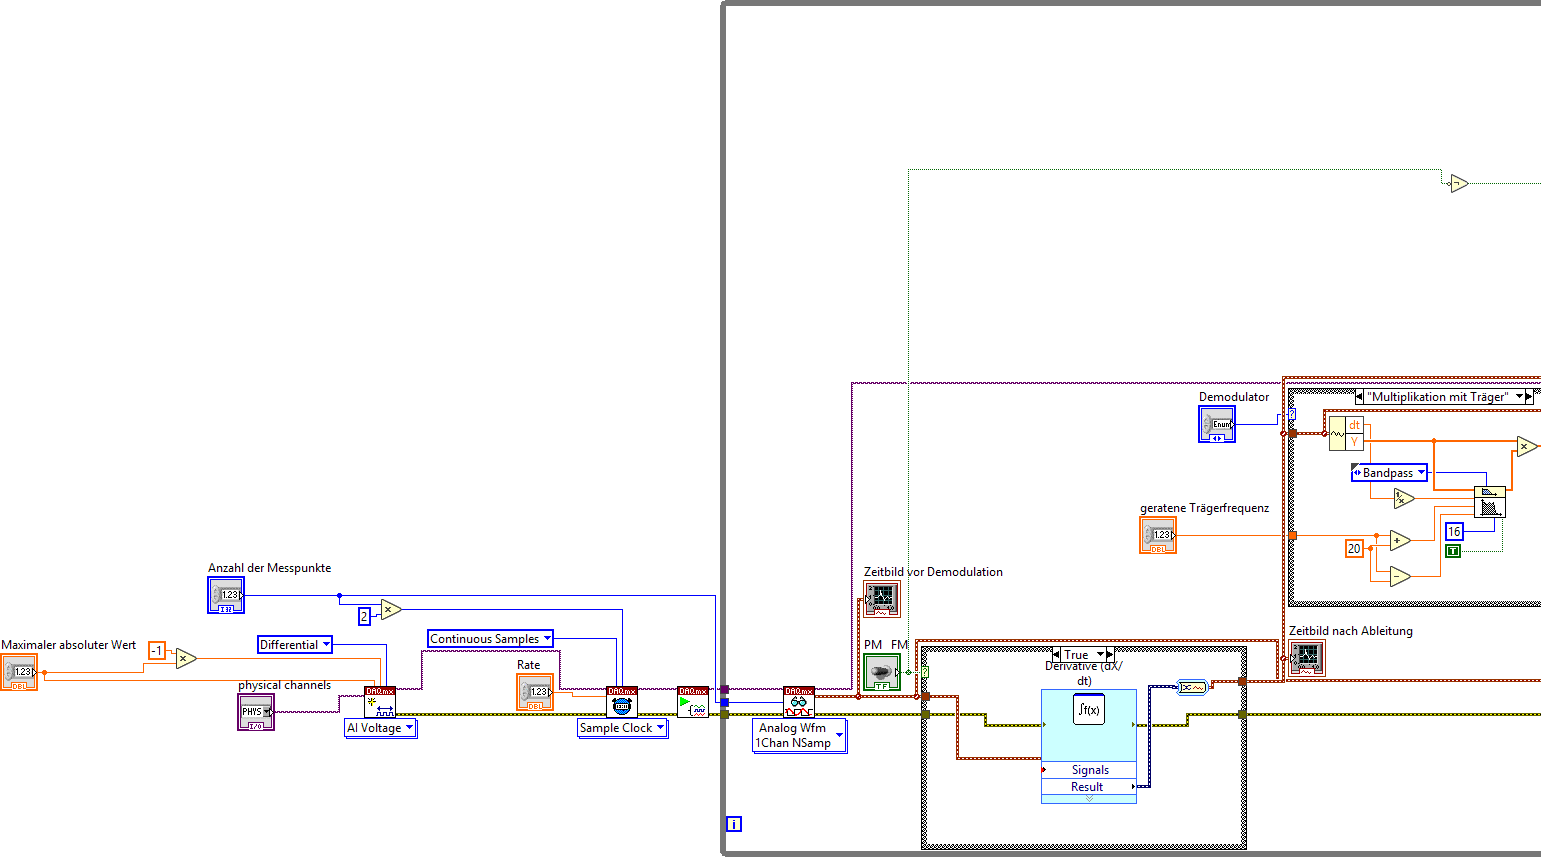 Demodulator
Enum
"Multiplikation mit Träger"
dt
Y
Bandpass
geratene Trägerfrequenz
1.23
DBL
16
20
T
Anzahl der Messpunkte
1.23
I32
2
Maximaler absoluter Wert
1.23
DBL
-1
Differential
Continuous Samples
physical channels
PHYS
I/O
Rate
1.23
DBL
DAQmx
AI Voltage
DAQmx
Sample Clock
DAQmx
DAQmx
Analog Wfm
1Chan NSamp
Zeitbild vor Demodulation
PM FM
TF
True
Derivative (dX/
dt)
∫f(x)
Signals
Result
Zeitbild nach Ableitung
i